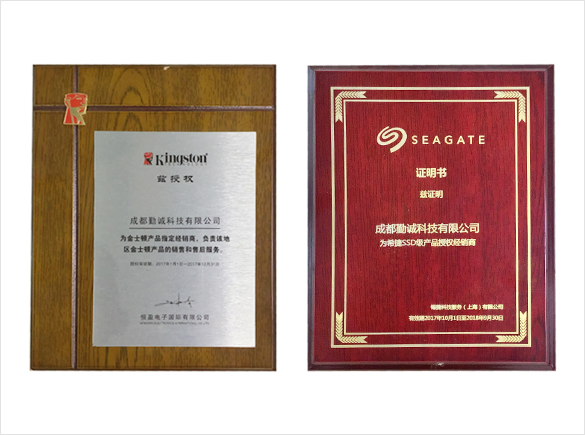 Kingston
兹授权
成都勤诚科技有限公司
为金士顿产品指定经销商，负责该地
区金士顿产品的销售和售后服务。
授权有效期：2017年1月1日—2017年12月31日
恒盈电子国际有限公司
SEAGATE
证明书
兹证明
成都勤诚科技有限公司
为希捷SSD级产品授权经销商
（上海）有限公司
有效期2017年10月1日至2018年9月30日